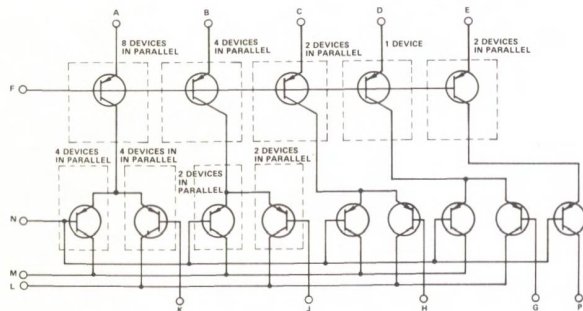 A
B
C
D
E
8 DEVICES
IN PARALLEL
4 DEVICES
IN PARALLEL
2 DEVICES
IN PARALLEL
1 DEVICE
2 DEVICES
IN PARALLEL
F
4 DEVICES
IN PARALLEL
4 DEVICES IN
PARALLEL
2 DEVICES
IN PARALLEL
2 DEVICES
IN PARALLEL
N
M
L
K
J
H
G
P